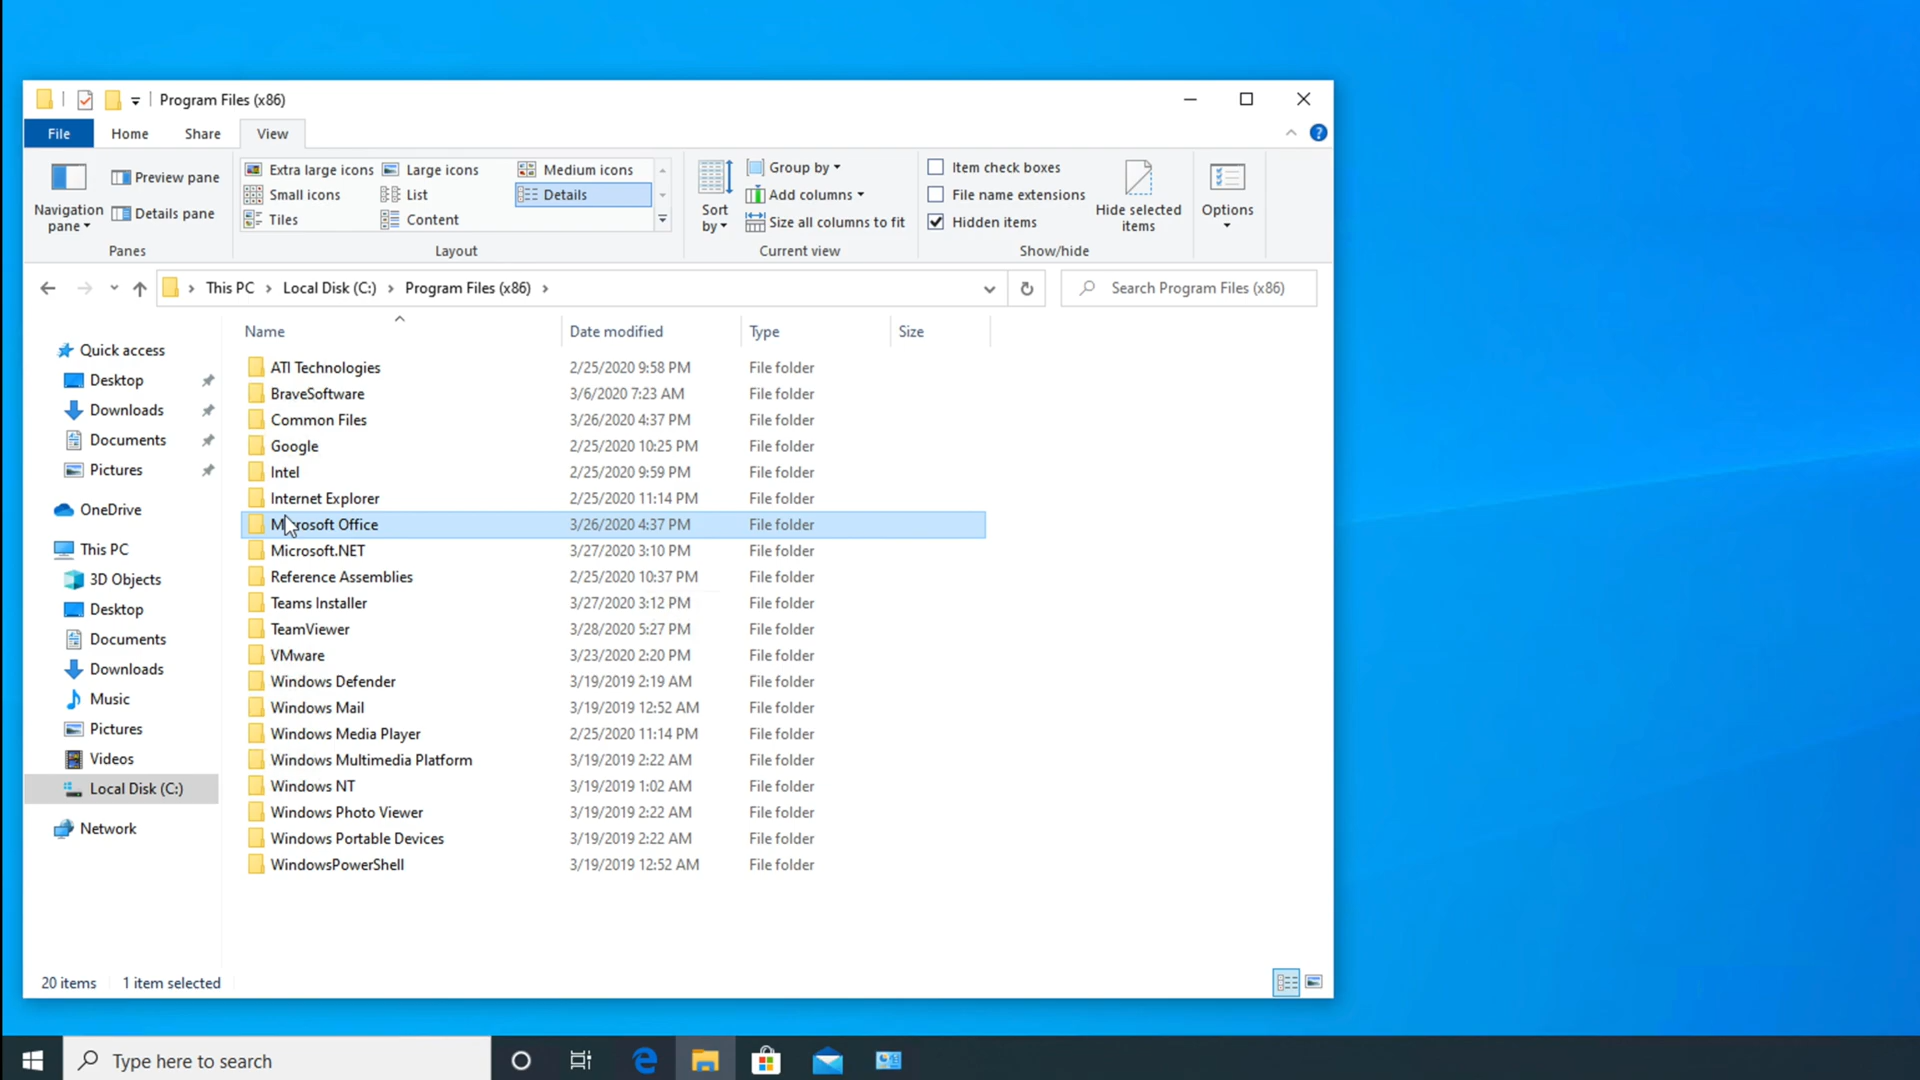 Program Files (x86)
File Home Share View
Navigation pane
Preview pane
Details pane
Panes
Extra large icons Large icons Medium icons
Small icons List Details
Tiles Content
Layout
Sort by
Group by
Add columns
Size all columns to fit
Current view
Item check boxes
File name extensions
Hidden items
Hide selected items
Show/hide
Options
This PC Local Disk (C:) Program Files (x86)
Search Program Files (x86)
Quick access
Desktop
Downloads
Documents
Pictures
OneDrive
This PC
3D Objects
Desktop
Documents
Downloads
Music
Pictures
Videos
Local Disk (C:)
Network
Name Date modified Type Size
ATI Technologies 2/25/2020 9:58 PM File folder
BraveSoftware 3/6/2020 7:23 AM File folder
Common Files 3/26/2020 4:37 PM File folder
Google 2/25/2020 10:25 PM File folder
Intel 2/25/2020 9:59 PM File folder
Internet Explorer 2/25/2020 11:14 PM File folder
Microsoft Office 3/26/2020 4:37 PM File folder
Microsoft.NET 3/27/2020 3:10 PM File folder
Reference Assemblies 2/25/2020 10:37 PM File folder
Teams Installer 3/27/2020 3:12 PM File folder
TeamViewer 3/28/2020 5:27 PM File folder
VMware 3/23/2020 2:20 PM File folder
Windows Defender 3/19/2019 2:19 AM File folder
Windows Mail 3/19/2019 12:52 AM File folder
Windows Media Player 2/25/2020 11:14 PM File folder
Windows Multimedia Platform 3/19/2019 2:22 AM File folder
Windows NT 3/19/2019 1:02 AM File folder
Windows Photo Viewer 3/19/2019 2:22 AM File folder
Windows Portable Devices 3/19/2019 2:22 AM File folder
WindowsPowerShell 3/19/2019 12:52 AM File folder
20 items 1 item selected
Type here to search